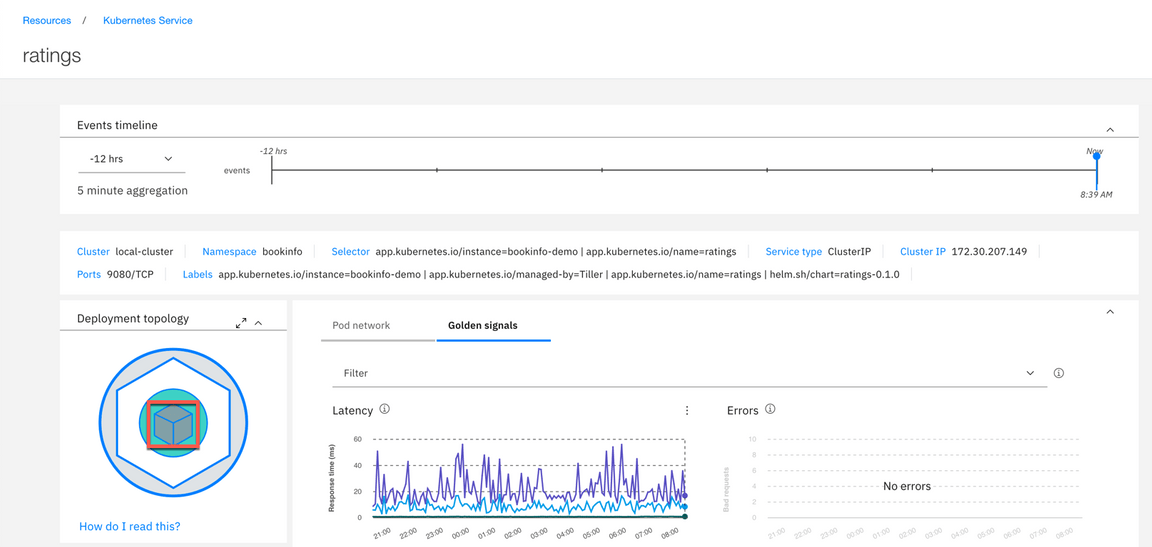 Resources / Kubernetes Service
ratings
Events timeline
-12 hrs
5 minute aggregation
events
-12 hrs
Now
8:39 AM
Cluster local-cluster Namespace bookinfo Selector app.kubernetes.io/instance=bookinfo-demo | app.kubernetes.io/name=ratings Service type ClusterIP Cluster IP 172.30.207.149
Ports 9080/TCP Labels app.kubernetes.io/instance=bookinfo-demo | app.kubernetes.io/managed-by=Tiller | app.kubernetes.io/name=ratings | helm.sh/chart=ratings-0.1.0
Deployment topology
How do I read this?
Pod network Golden signals
Filter
Latency
Response time (ms)
60
40
20
0
21:00 22:00 23:00 00:00 01:00 02:00 03:00 04:00 05:00 06:00 07:00 08:00
Errors
Bad requests
10
8
6
4
2
0
No errors
21:00 22:00 23:00 00:00 01:00 02:00 03:00 04:00 05:00 06:00 07:00 08:00